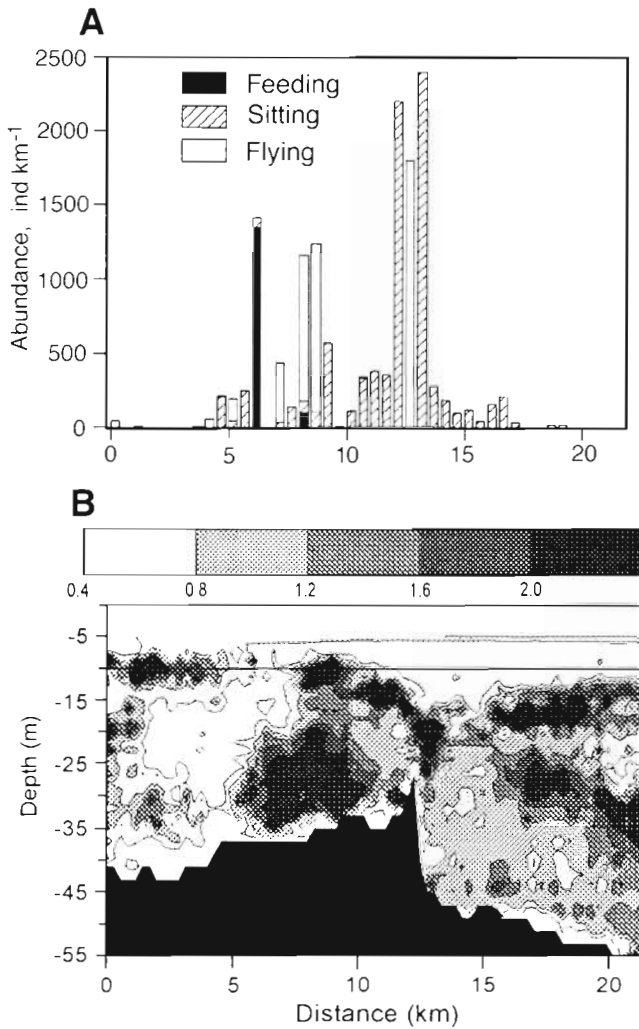 A
2500
2000
1500
1000
500
0
Abundance, ind km⁻¹
Feeding
Sitting
Flying
0 5 10 15 20
B
0.4 0.8 1.2 1.6 2.0
-5
-15
-25
-35
-45
-55
Depth (m)
0 5 10 15 20
Distance (km)